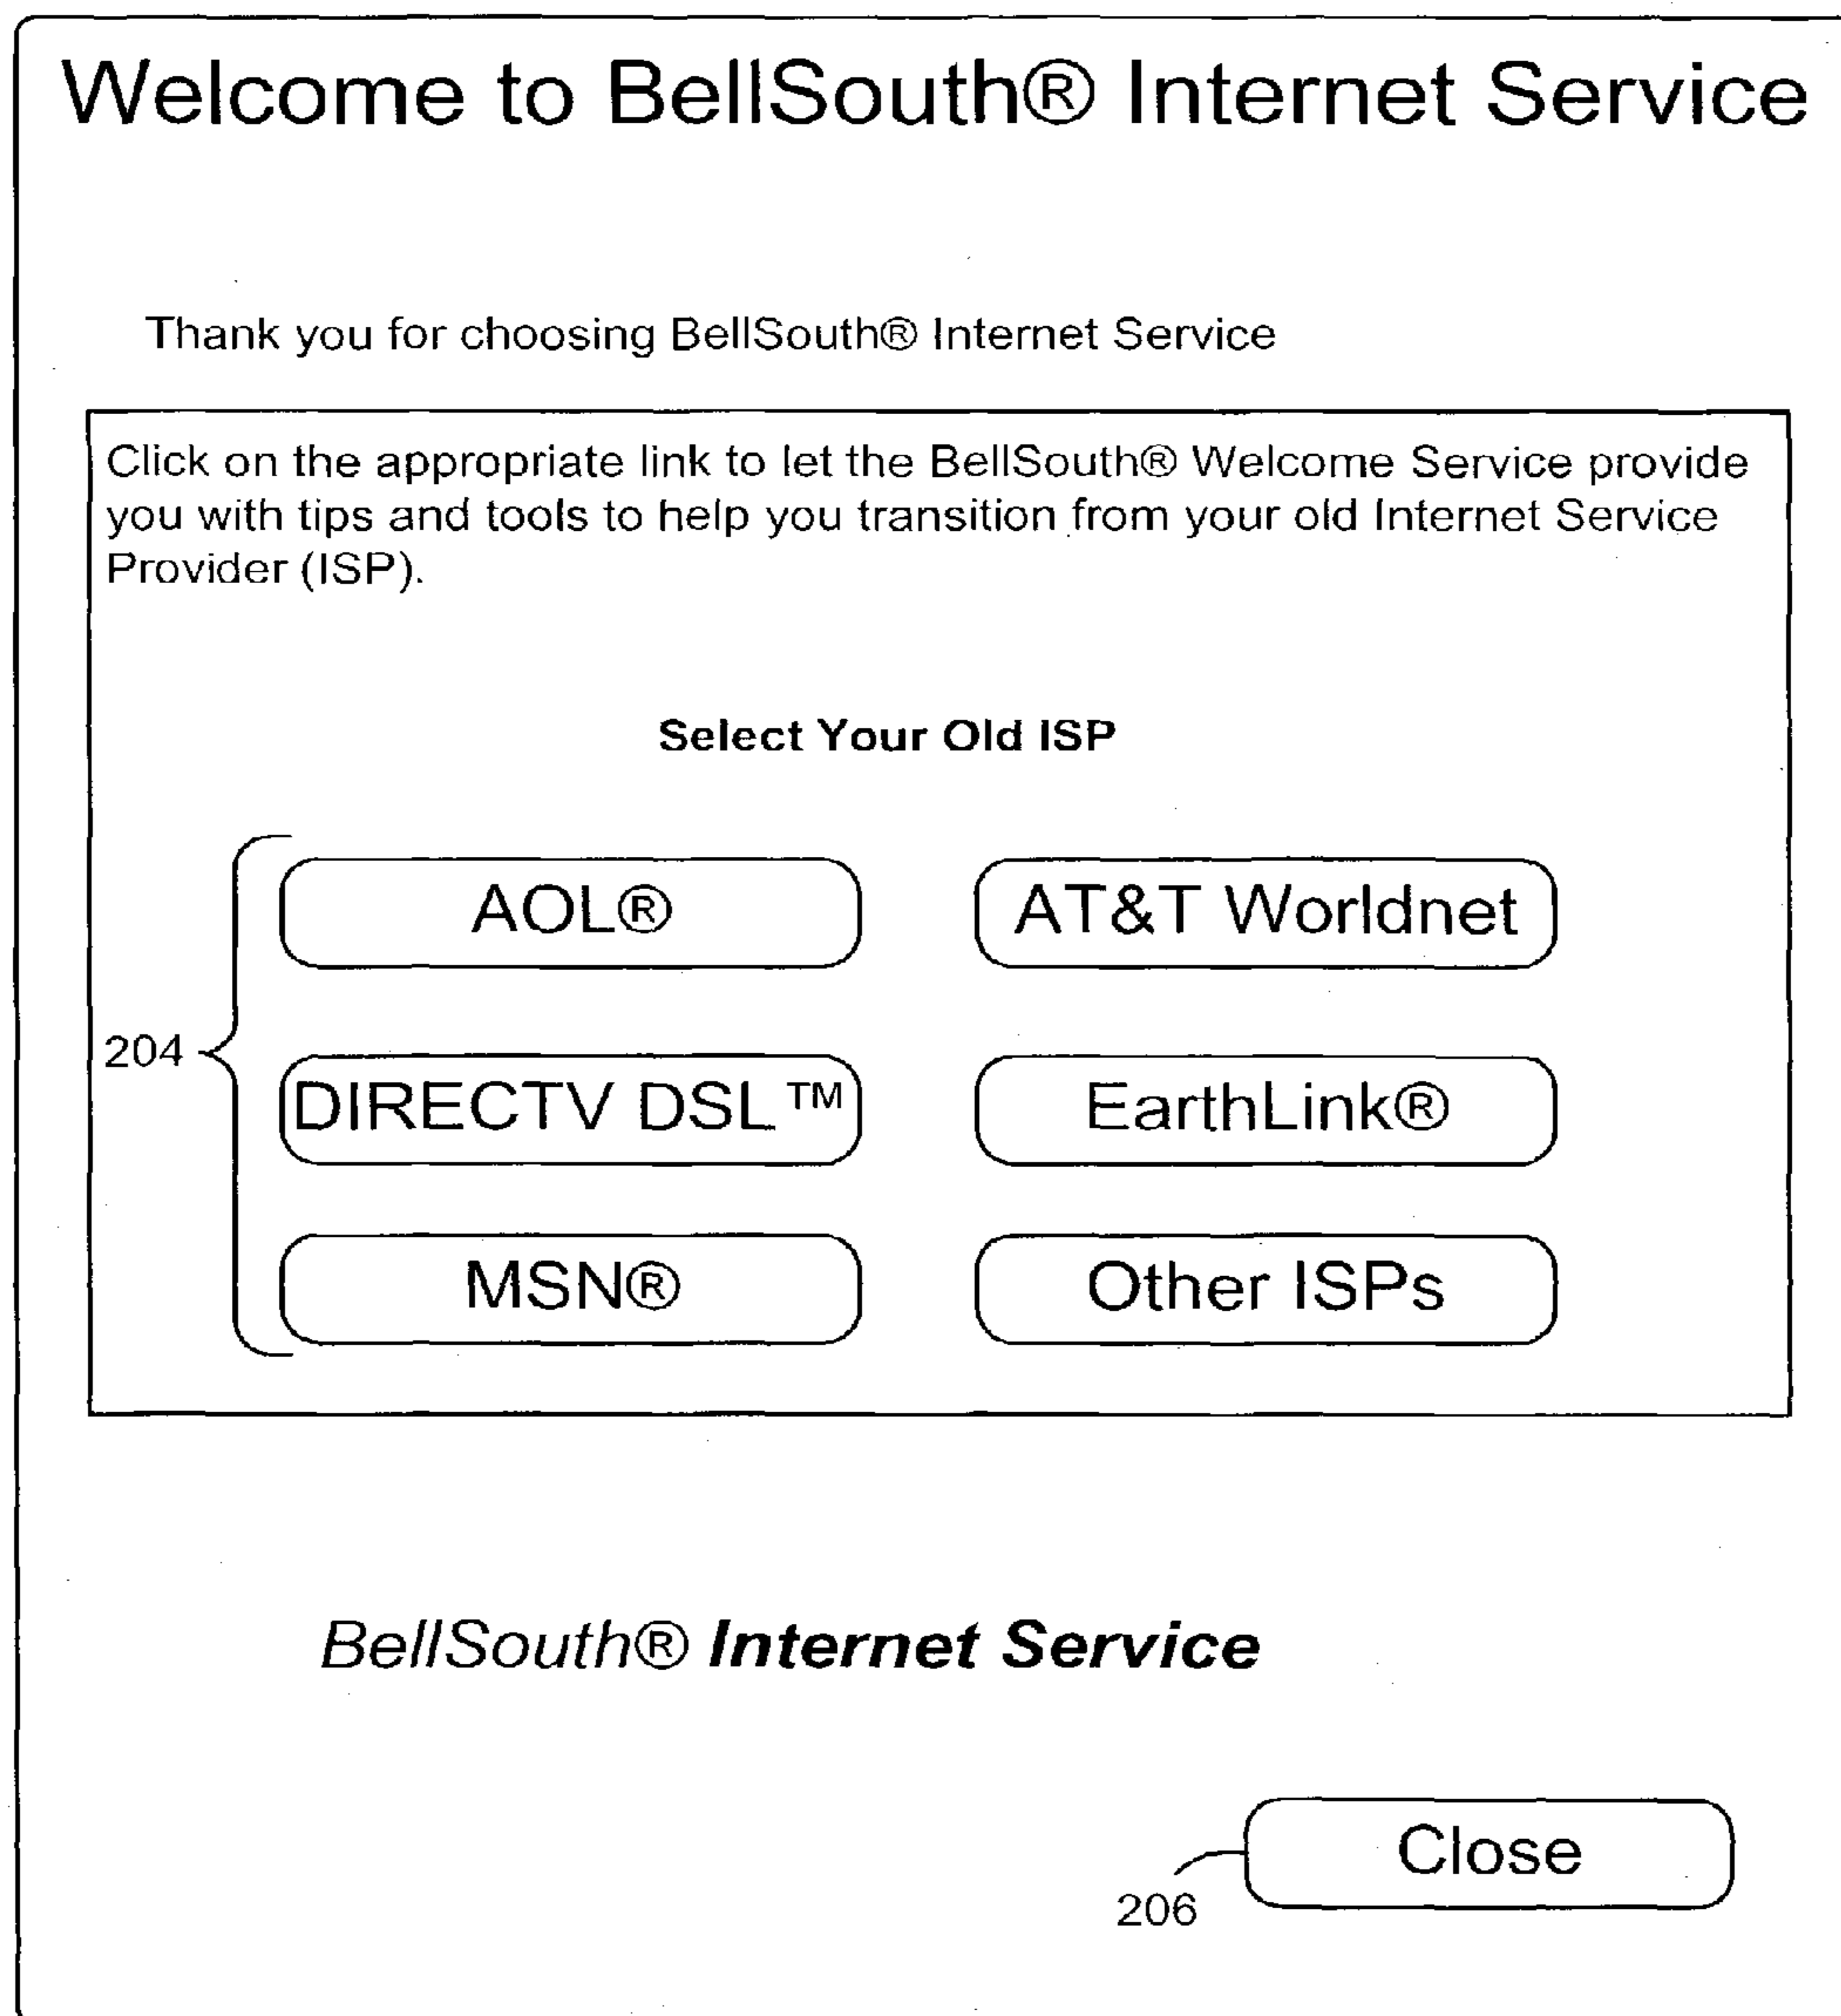 Welcome to BellSouth® Internet Service
Thank you for choosing BellSouth® Internet Service
Click on the appropriate link to let the BellSouth® Welcome Service provide
you with tips and tools to help you transition from your old Internet Service
Provider (ISP).
Select Your Old ISP
AOL® AT&T Worldnet
204
DIRECTV DSL ™ EarthLink®
MSN® Other ISPs
BellSouth® Internet Service
Close
206